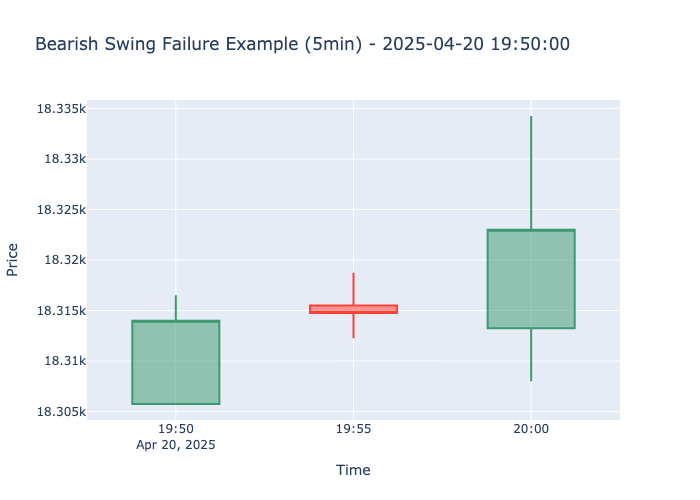 Bearish Swing Failure Example (5min) - 2025-04-20 19:50:00
18.335k
18.33k
18.325k
18.32k
18.315k
18.31k
18.305k
Price
19:50
Apr 20, 2025
19:55
20:00
Time